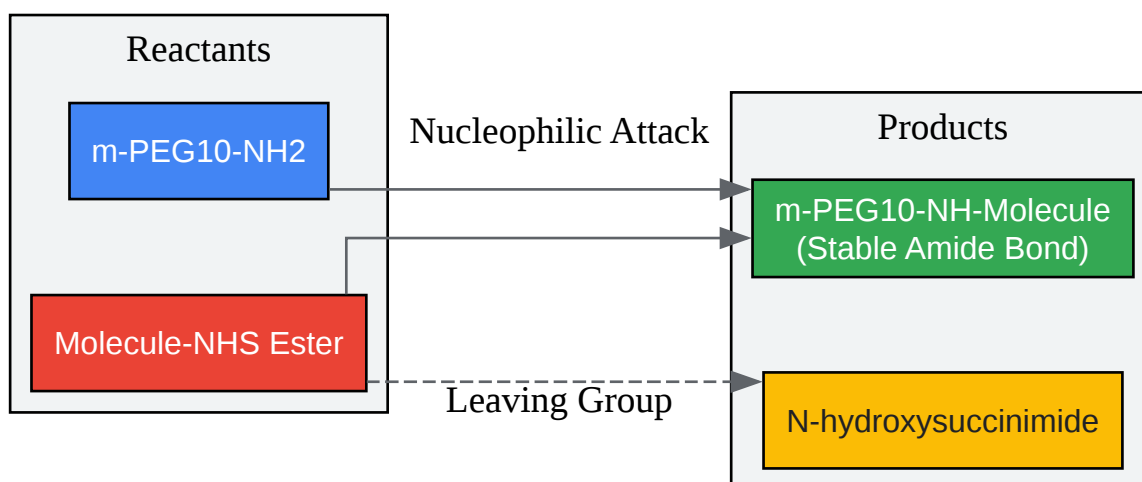 Reactants
m-PEG10-NH2
Molecule-NHS Ester
Nucleophilic Attack
Leaving Group
Products
m-PEG10-NH-Molecule
(Stable Amide Bond)
N-hydroxysuccinimide